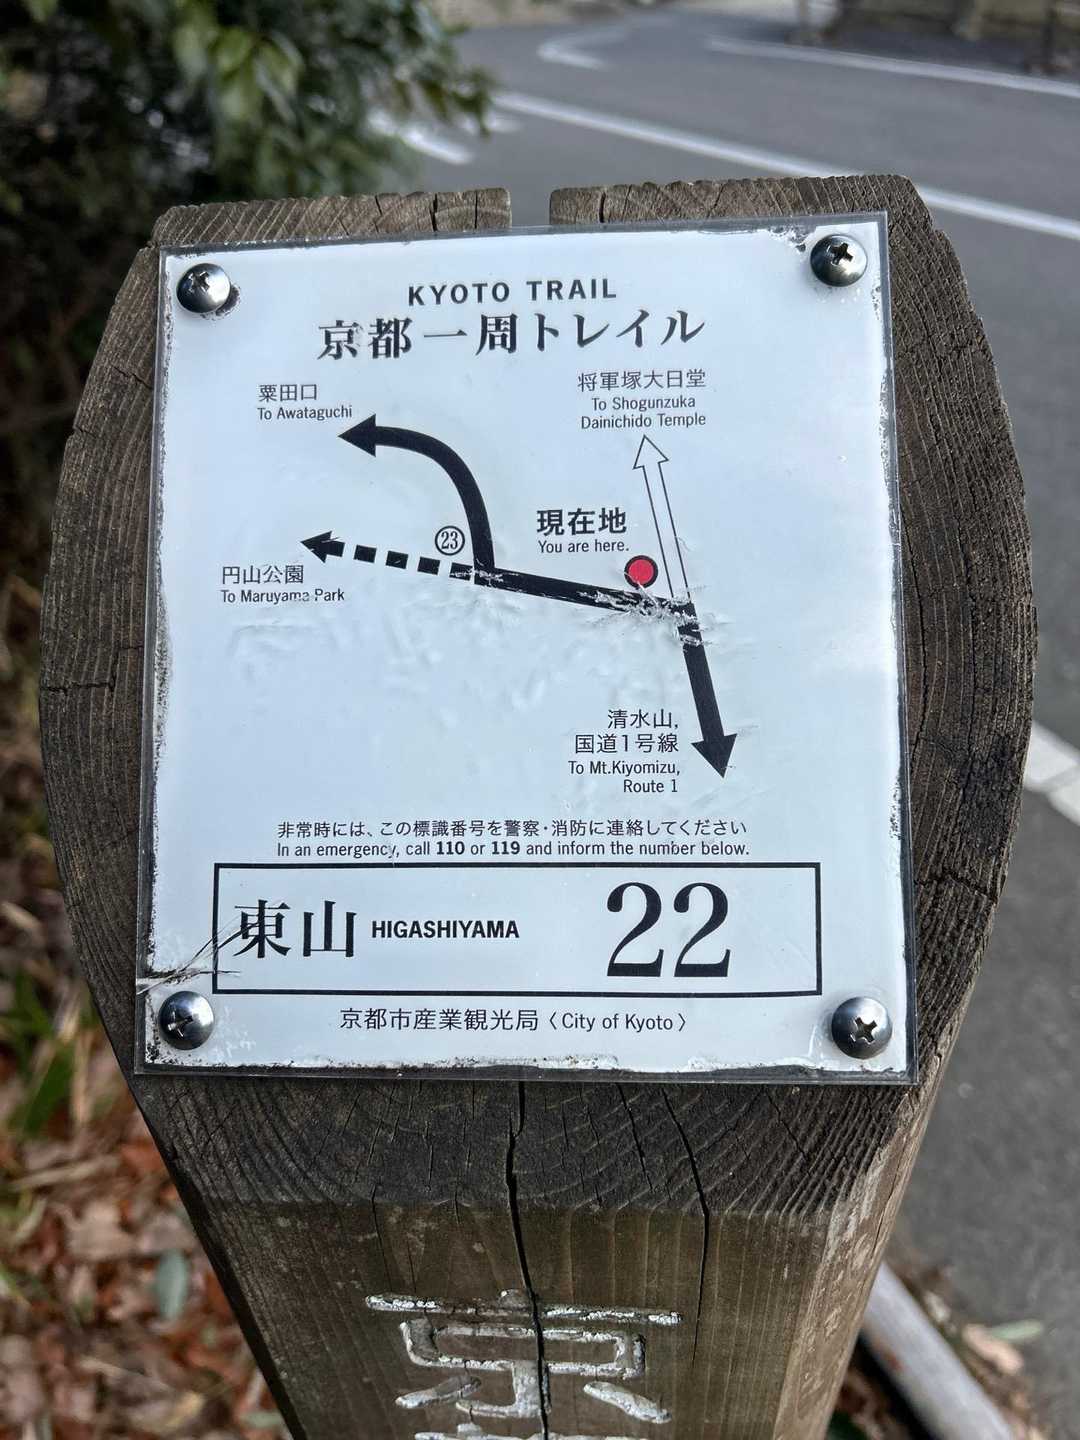 KYOTO TRAIL
京都一周トレイル
粟田口
To Awataguchi
将軍塚大日堂
To Shogunzuka
Dainichido Temple
現在地
You are here.
23
円山公園
To Maruyama Park
清水山,
国道1号線
To Mt.Kiyomizu,
Route 1
非常時には、この標識番号を警察・消防に連絡してください
In an emergency, call 110 or 119 and inform the number below.
東山 HIGASHIYAMA 22
京都市産業観光局〈City of Kyoto〉
京